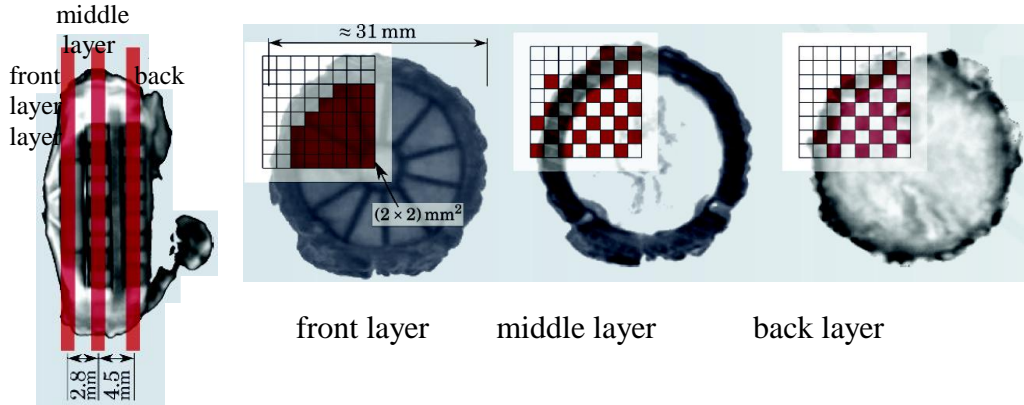 middle
layer
front
back
layer
layer
2.8
mm
4.5
mm
≈ 31 mm
(2 × 2) mm²
front layer
middle layer
back layer